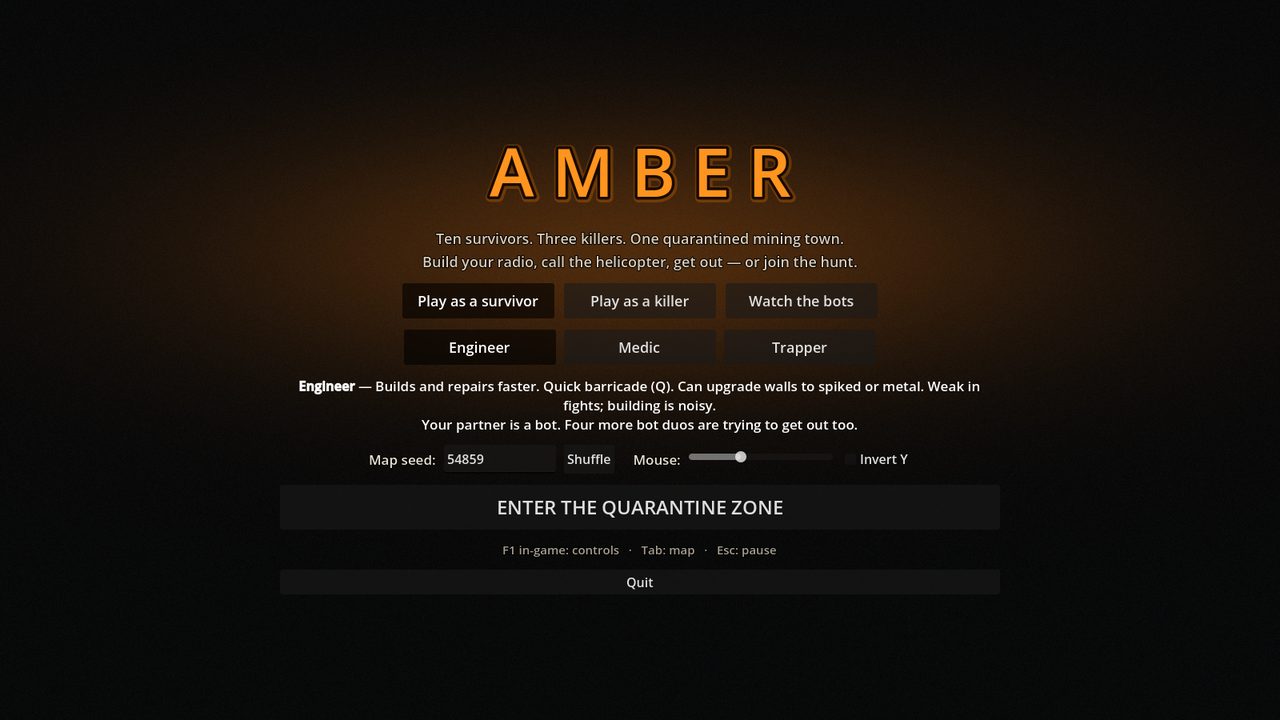 AMBER
Ten survivors. Three killers. One quarantined mining town.
Build your radio, call the helicopter, get out — or join the hunt.
Play as a survivor
Play as a killer
Watch the bots
Engineer
Medic
Trapper
Engineer — Builds and repairs faster. Quick barricade (Q). Can upgrade walls to spiked or metal. Weak in
fights; building is noisy.
Your partner is a bot. Four more bot duos are trying to get out too.
Map seed: 54859 Shuffle Mouse: Invert Y
ENTER THE QUARANTINE ZONE
F1 in-game: controls · Tab: map · Esc: pause
Quit